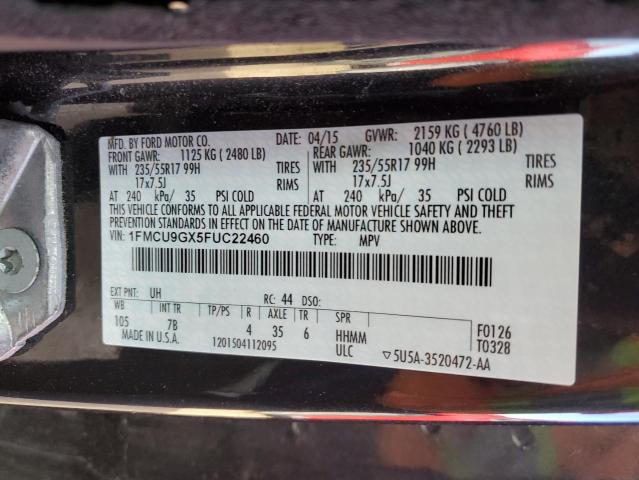 MFD. BY FORD MOTOR CO. DATE: 04/15 GVWR: 2159 KG ( 4760 LB)
FRONT GAWR: 1125 KG ( 2480 LB) REAR GAWR: 1040 KG ( 2293 LB)
WITH 235/55R17 99H TIRES WITH 235/55R17 99H TIRES
17x7.5J RIMS 17x7.5J RIMS
AT 240 kPa/ 35 PSI COLD AT 240 kPa/ 35 PSI COLD
THIS VEHICLE CONFORMS TO ALL APPLICABLE FEDERAL MOTOR VEHICLE SAFETY AND THEFT
PREVENTION STANDARDS IN EFFECT ON THE DATE OF MANUFACTURE SHOWN ABOVE.
VIN: 1FMCU9GX5FUC22460 TYPE: MPV
EXT PNT: UH RC: 44 DSO:
WB INT TR TP/PS R AXLE TR SPR
105 7B 4 35 6 HHMM F0126
MADE IN U.S.A. 1201504112095 ULC ▽5U5A-3520472-AA T0328